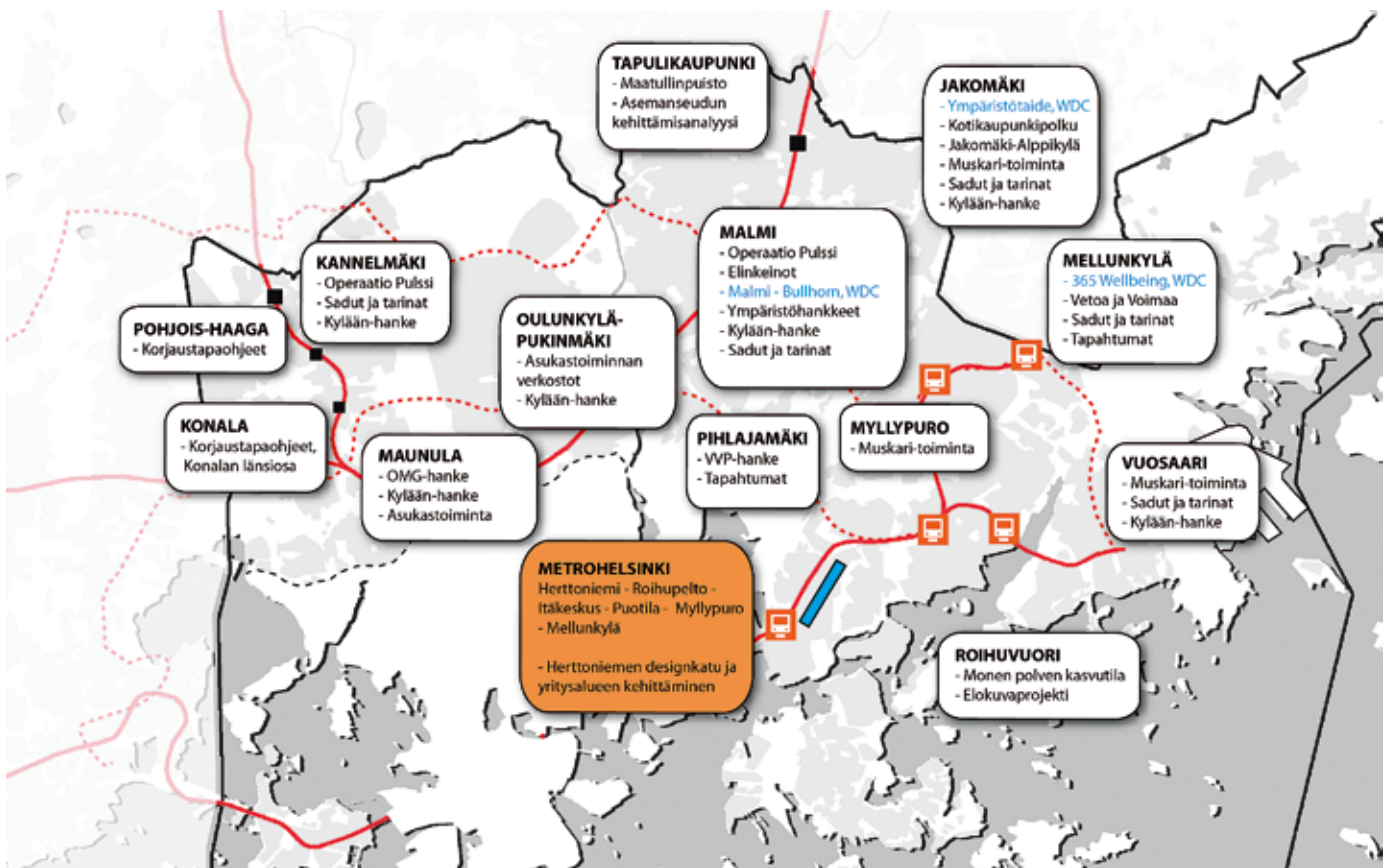 TAPULIKAUPUNKI
- Maatullinpuisto
- Asemanseudun
kehittämisanalyysi
JAKOMÄKI
- Ympäristötaide, WDC
- Kotikaupunkipolku
- Jakomäki-Alppikylä
- Muskari-toiminta
- Sadut ja tarinat
- Kylään-hanke
KANNELMÄKI
- Operaatio Pulssi
- Sadut ja tarinat
- Kylään-hanke
MALMI
- Operaatio Pulssi
- Elinkeinot
- Malmi - Bullhorn, WDC
- Ympäristöhankkeet
- Kylään-hanke
- Sadut ja tarinat
MELLUNKYLÄ
- 365 Wellbeing, WDC
- Vetoa ja Voimaa
- Sadut ja tarinat
- Tapahtumat
POHJOIS-HAAGA
- Korjaustapaohjeet
OULUNKYLÄ-
PUKINMÄKI
- Asukastoiminnan
verkostot
- Kylään-hanke
KONALA
- Korjaustapaohjeet,
Konalan länsiosa
MAUNULA
- OMG-hanke
- Kylään-hanke
- Asukastoiminta
PIHLAJAMÄKI
- VVP-hanke
- Tapahtumat
MYLLYPURO
- Muskari-toiminta
VUOSAARI
- Muskari-toiminta
- Sadut ja tarinat
- Kylään-hanke
METROHELSINKI
Herttoniemi - Roihupelto -
Itäkeskus - Puotila - Myllypuro
- Mellunkylä
- Herttoniemen designkatu ja
yritysalueen kehittäminen
ROIHUVUORI
- Monen polven kasvutila
- Elokuvaprojekti